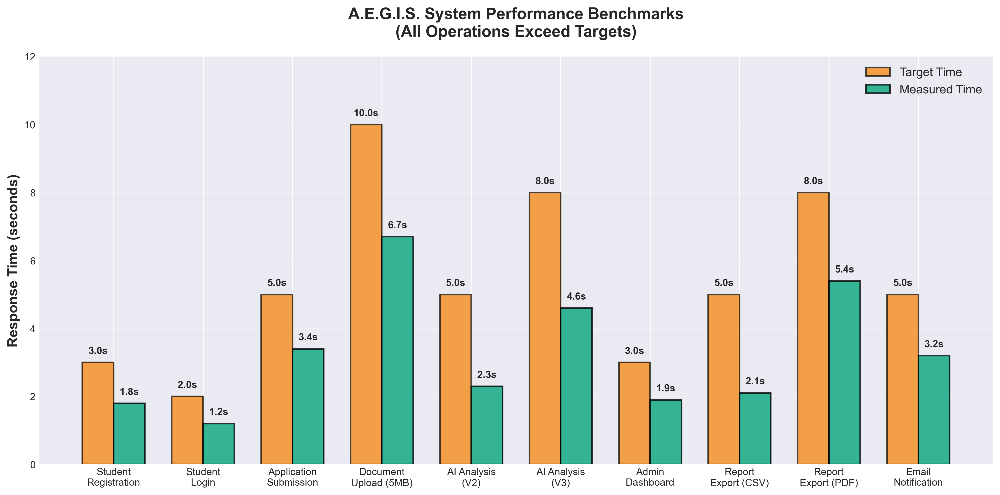 A.E.G.I.S. System Performance Benchmarks
(All Operations Exceed Targets)
Response Time (seconds)
12
10
8
6
4
2
0
Target Time
Measured Time
3.0s
1.8s
2.0s
1.2s
5.0s
3.4s
10.0s
6.7s
5.0s
2.3s
8.0s
4.6s
3.0s
1.9s
5.0s
2.1s
8.0s
5.4s
5.0s
3.2s
Student
Registration
Student
Login
Application
Submission
Document
Upload (5MB)
AI Analysis
(V2)
AI Analysis
(V3)
Admin
Dashboard
Report
Export (CSV)
Report
Export (PDF)
Email
Notification